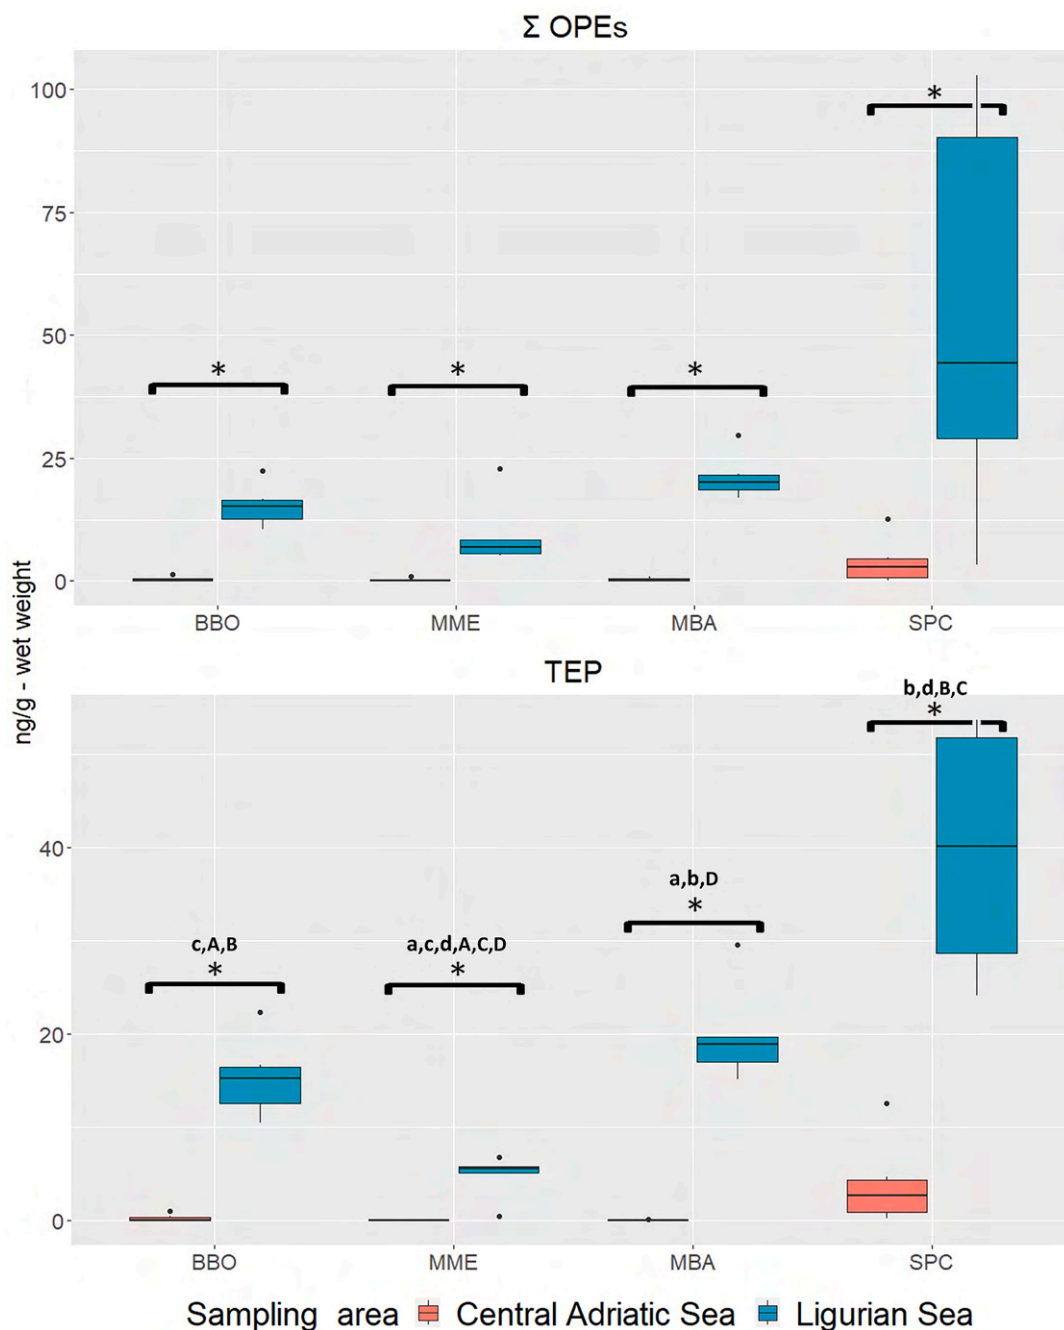 Σ OPEs
100
*
75
50
* * *
25
0
BBO MME MBA SPC
ng/g - wet weight
TEP
b,d,B,C
*
40
a,b,D
*
c,A,B a,c,d,A,C,D
* *
20
0
BBO MME MBA SPC
Sampling area Central Adriatic Sea Ligurian Sea